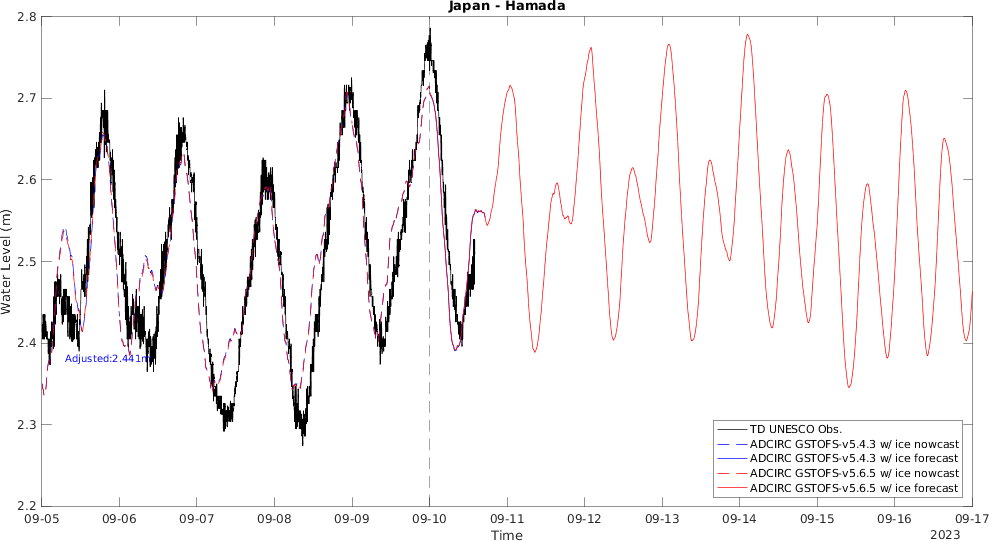 Japan - Hamada
Water Level (m)
2.8
2.7
2.6
2.5
2.4
2.3
2.2
Adjusted:2.441m
TD UNESCO Obs.
ADCIRC GSTOFS-v5.4.3 w/ ice nowcast
ADCIRC GSTOFS-v5.4.3 w/ ice forecast
ADCIRC GSTOFS-v5.6.5 w/ ice nowcast
ADCIRC GSTOFS-v5.6.5 w/ ice forecast
09-05 09-06 09-07 09-08 09-09 09-10 09-11 09-12 09-13 09-14 09-15 09-16 09-17
Time
2023